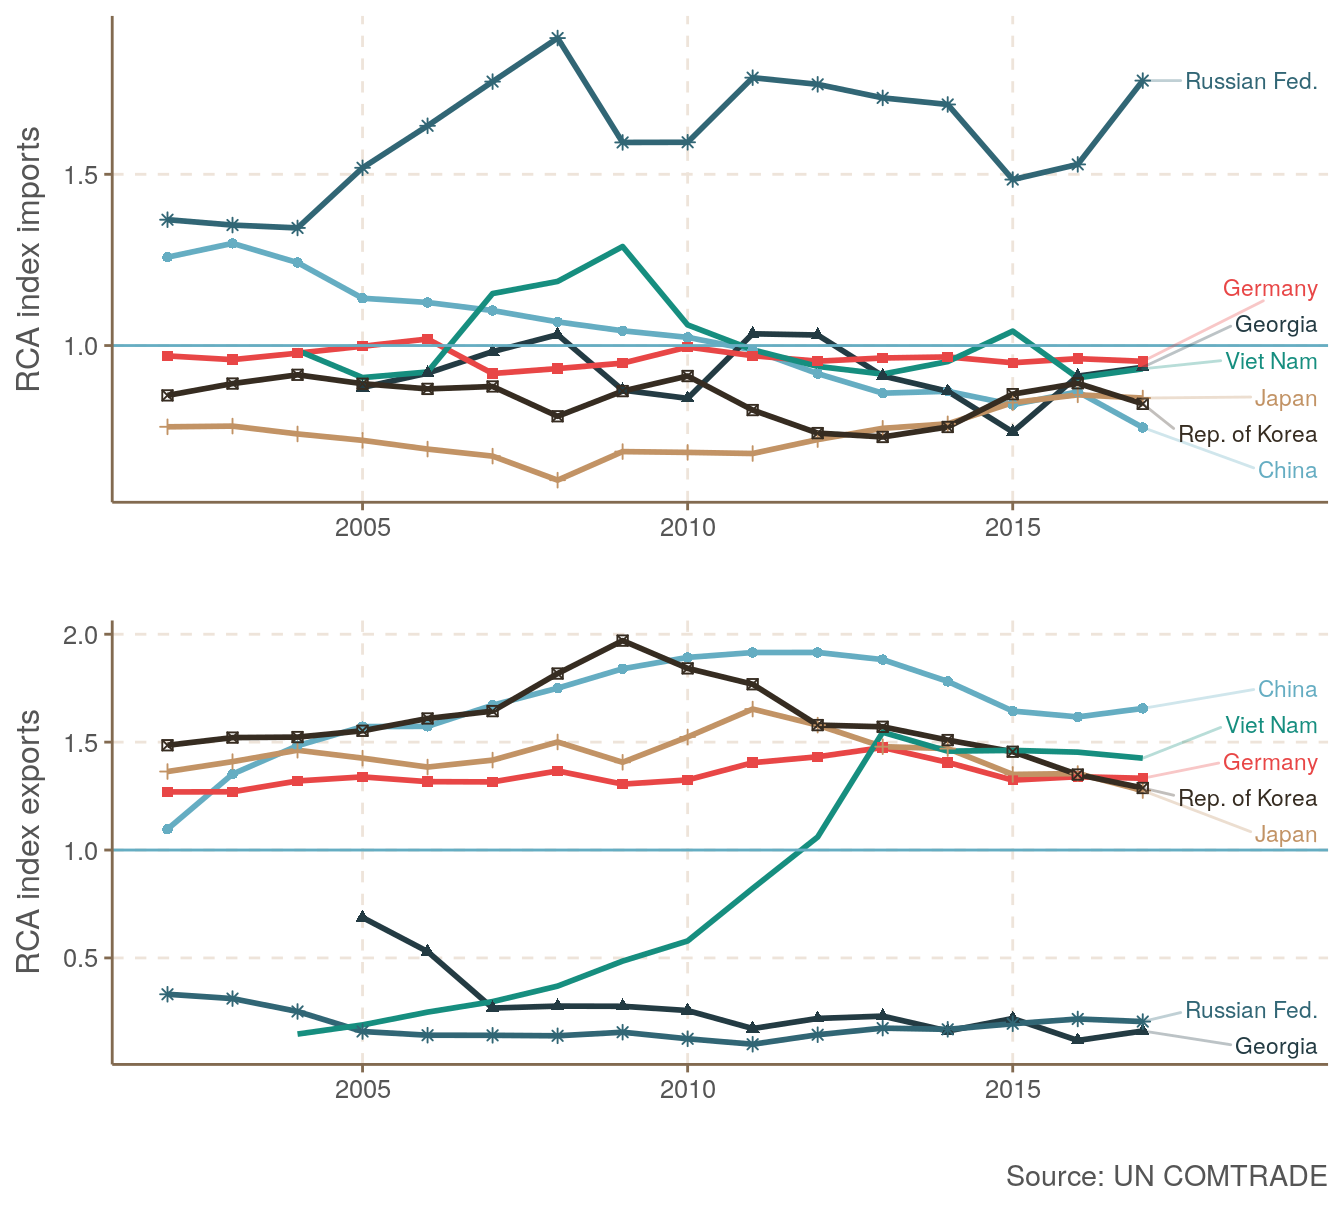 RCA index imports
1.5
1.0
Russian Fed.
Germany
Georgia
Viet Nam
Japan
Rep. of Korea
China
2005
2010
2015
RCA index exports
2.0
1.5
1.0
0.5
China
Viet Nam
Germany
Rep. of Korea
Japan
Russian Fed.
Georgia
2005
2010
2015
Source: UN COMTRADE